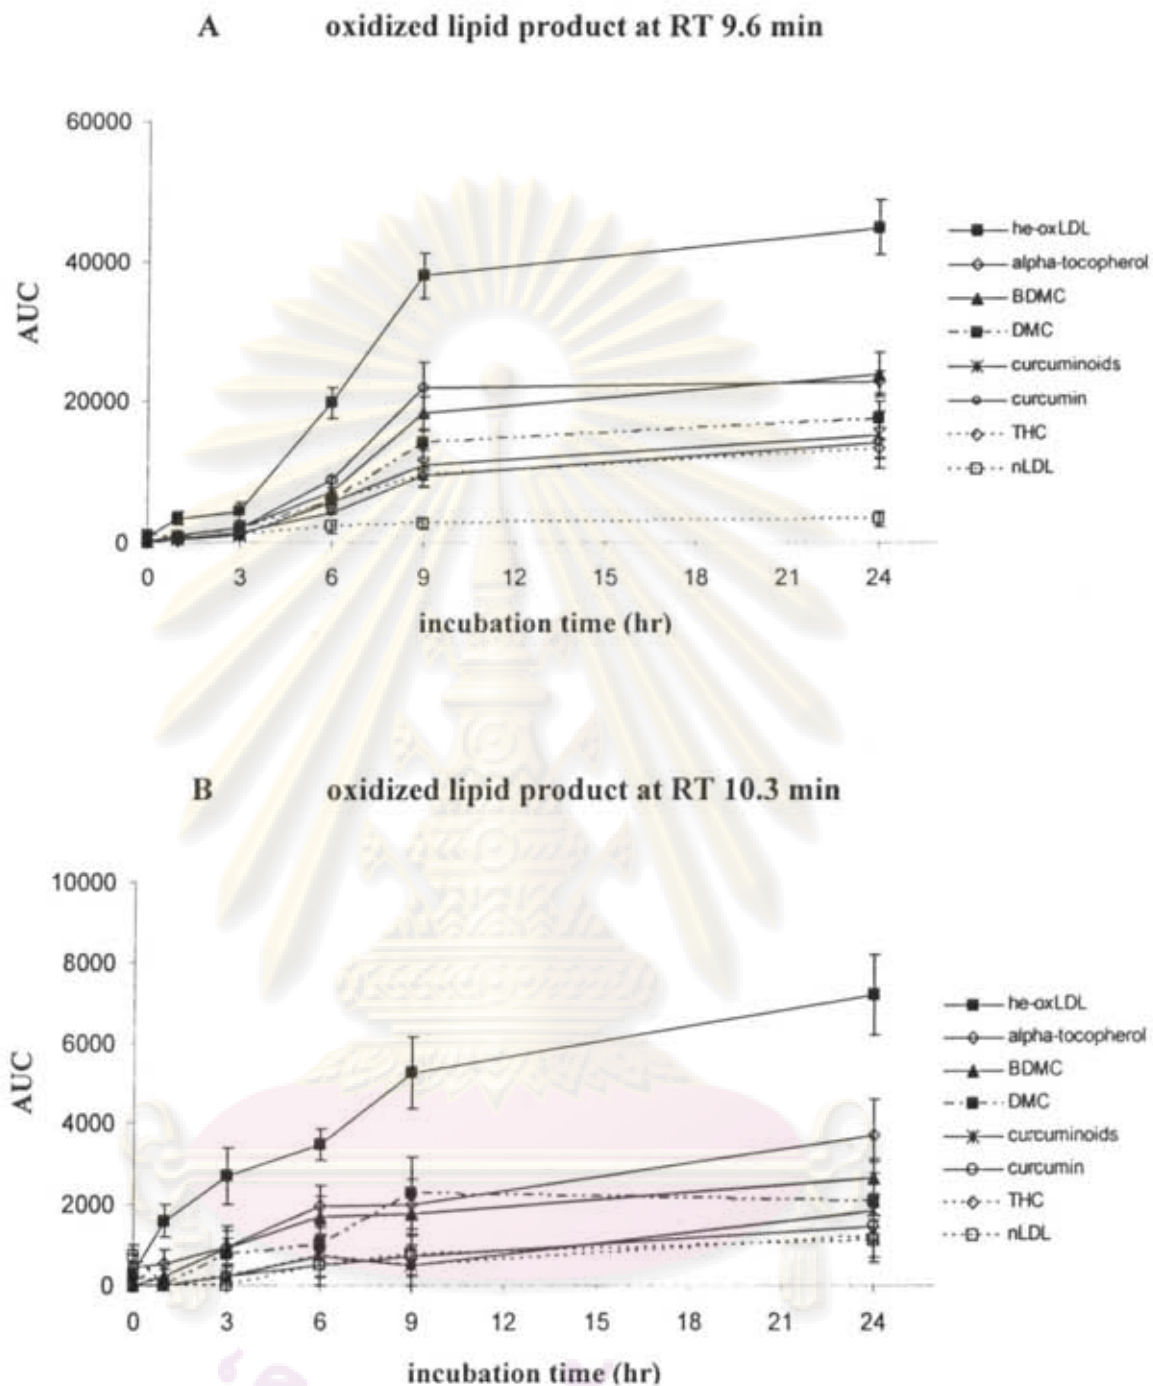 A oxidized lipid product at RT 9.6 min
60000
40000
20000
0
AUC
0 3 6 9 12 15 18 21 24
incubation time (hr)
he-oxLDL
alpha-tocopherol
BDMC
DMC
curcuminoids
curcumin
THC
nLDL
B oxidized lipid product at RT 10.3 min
10000
8000
6000
4000
2000
0
AUC
0 3 6 9 12 15 18 21 24
incubation time (hr)
he-oxLDL
alpha-tocopherol
BDMC
DMC
curcuminoids
curcumin
THC
nLDL